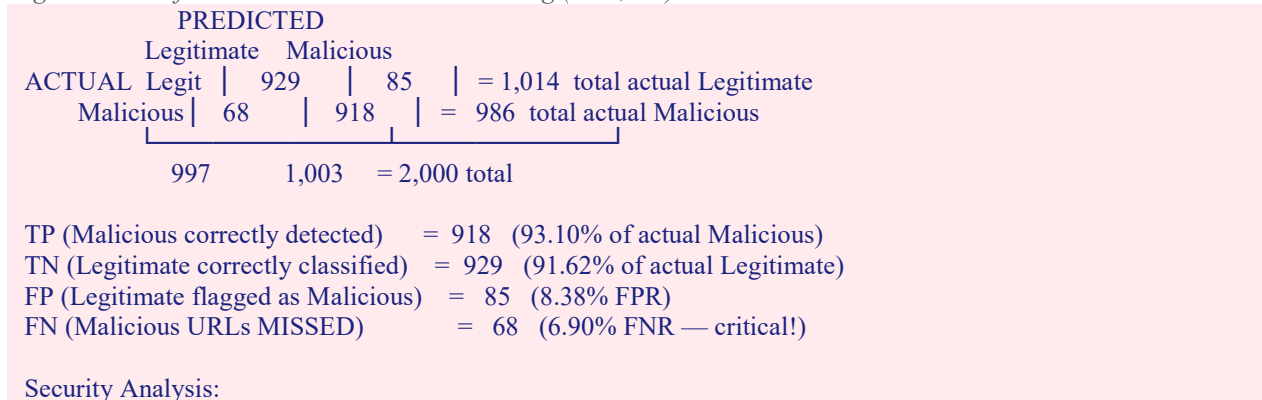 PREDICTED
Legitimate Malicious
ACTUAL Legit | 929 | 85 | = 1,014 total actual Legitimate
Malicious | 68 | 918 | = 986 total actual Malicious
997 1,003 = 2,000 total
TP (Malicious correctly detected) = 918 (93.10% of actual Malicious)
TN (Legitimate correctly classified) = 929 (91.62% of actual Legitimate)
FP (Legitimate flagged as Malicious) = 85 (8.38% FPR)
FN (Malicious URLs MISSED) = 68 (6.90% FNR — critical!)
Security Analysis: